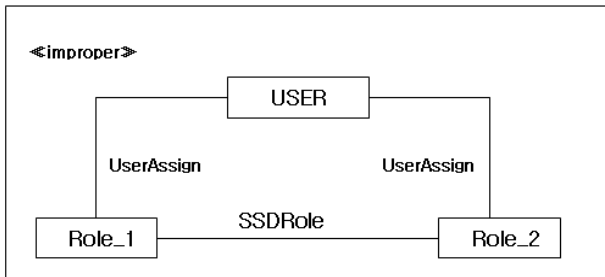 ≪improper≫
USER
UserAssign
UserAssign
SSDRole
Role_1
Role_2